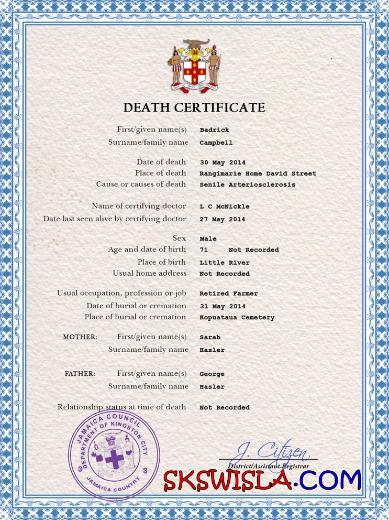 DEATH CERTIFICATE
First/given name(s) Badrick
Surname/family name Campbell
Date of death 30 May 2014
Place of death Rangimarie Home David Street
Cause or causes of death Senile Arteriosclerosis
Name of certifying doctor L C McNickle
Date last seen alive by certifying doctor 27 May 2014
Sex Male
Age and date of birth 71 Not Recorded
Place of birth Little River
Usual home address Not Recorded
Usual occupation, profession or job Retired Farmer
Date of burial or cremation 31 May 2014
Place of burial or cremation Kopuataua Cemetery
MOTHER: First/given name(s) Sarah
Surname/family name Hasler
FATHER: First/given name(s) George
Surname/family name Hasler
Relationship status at time of death Not Recorded
JAMAICA COUNCIL
DEPARTMENT OF KINGSTON CITY
JAMAICA COUNTRY
J. Citizen
District/Assistant Registrar
SKSWISLA.COM